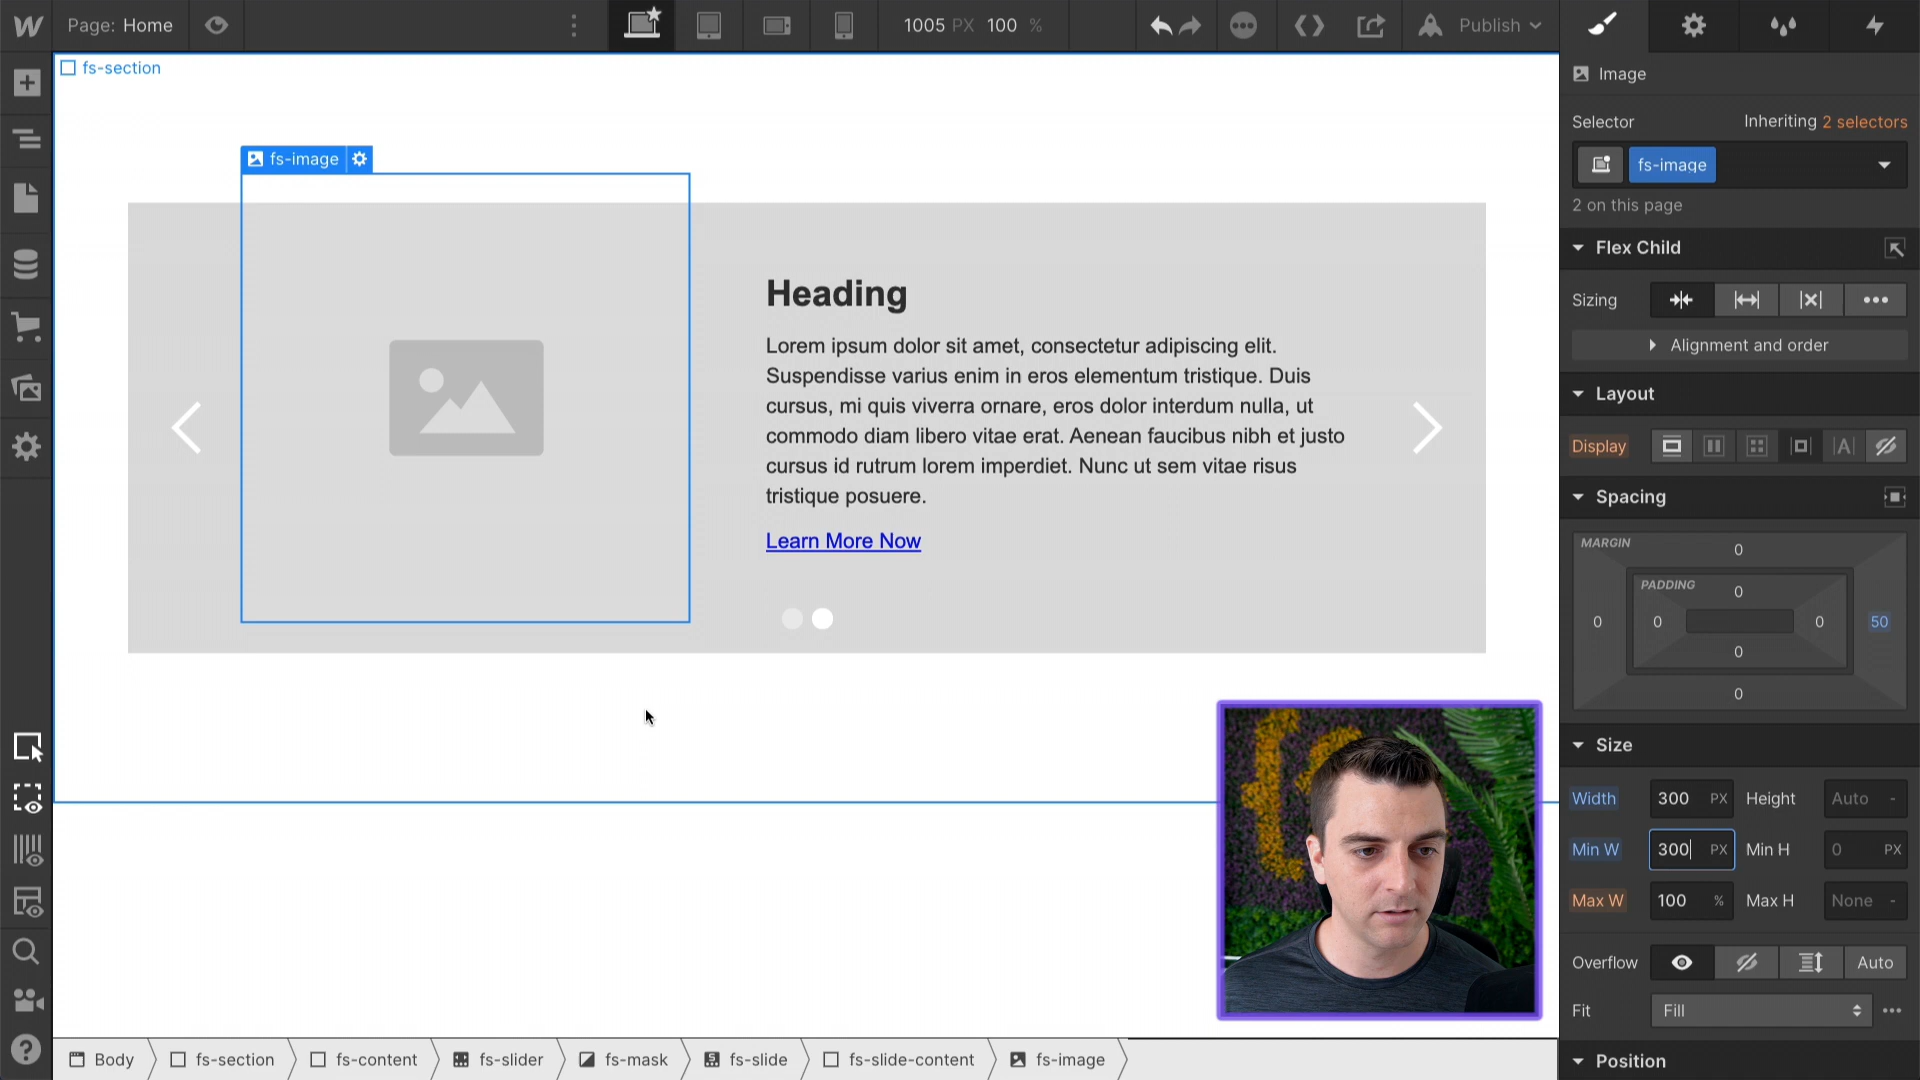 Page: Home
1005 PX 100 %
Publish
fs-section
fs-image
Heading
Lorem ipsum dolor sit amet, consectetur adipiscing elit.
Suspendisse varius enim in eros elementum tristique. Duis
cursus, mi quis viverra ornare, eros dolor interdum nulla, ut
commodo diam libero vitae erat. Aenean faucibus nibh et justo
cursus id rutrum lorem imperdiet. Nunc ut sem vitae risus
tristique posuere.
Learn More Now
Image
Selector Inheriting 2 selectors
fs-image
2 on this page
Flex Child
Sizing
Alignment and order
Layout
Display
Spacing
MARGIN
0
PADDING
0
0 0 0 50
0
0
Size
Width 300 PX Height Auto -
Min W 300 PX Min H 0 PX
Max W 100 % Max H None -
Overflow Auto
Fit Fill
Position
Body fs-section fs-content fs-slider fs-mask fs-slide fs-slide-content fs-image